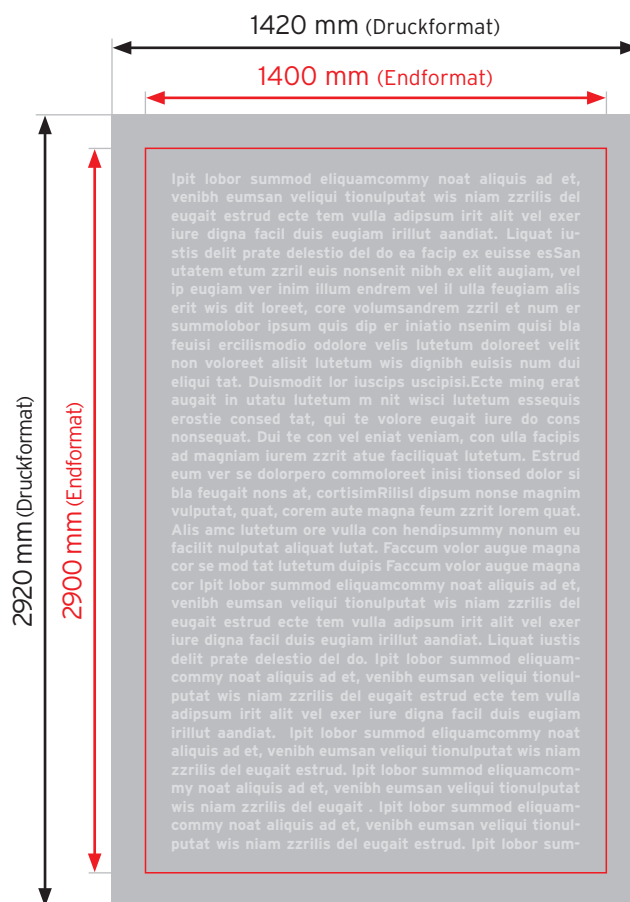 1420 mm (Druckformat)
1400 mm (Endformat)
2920 mm (Druckformat)
2900 mm (Endformat)
Ipit lobor summod eliquamcommy noat aliquis ad et,
venibh eumsan veliqui tionulputat wis niam zzrilis del
eugait estrud ecte tem vulla adipsum irit alit vel exer
iure digna facil duis eugiam irillut aandiat. Liquat iu-
stis delit prate delestio del do ea facip ex euisse esSan
utatem etum zzril euis nonsenit nibh ex elit augiam, vel
ip eugiam ver inim illum endrem vel il ulla feugiam alis
erit wis dit loreet, core volumsandrem zzril et num er
summolobor ipsum quis dip er iniatio nsenim quisi bla
feuisi ercilismodio odolore velis lutetum doloreet velit
non voloreet alisit lutetum wis dignibh euisis num dui
eliqui tat. Duismodit lor iuscips uscipisi.Ecte ming erat
augait in utatu lutetum m nit wisci lutetum essequis
erostie consed tat, qui te volore eugait iure do cons
nonsequat. Dui te con vel eniat veniam, con ulla facipis
ad magniam iurem zzrit atue faciliquat lutetum. Estrud
eum ver se dolorpero commoloreet inisi tionsed dolor si
bla feugait nons at, cortisimRilisl dipsum nonse magnim
vulputat, quat, corem aute magna feum zzrit lorem quat.
Alis amc lutetum ore vulla con hendipsummy nonum eu
facilit nulputat aliquat lutat. Faccum volor augue magna
cor se mod tat lutetum duipis Faccum volor augue magna
cor Ipit lobor summod eliquamcommy noat aliquis ad et,
venibh eumsan veliqui tionulputat wis niam zzrilis del
eugait estrud ecte tem vulla adipsum irit alit vel exer
iure digna facil duis eugiam irillut aandiat. Liquat iustis
delit prate delestio del do. Ipit lobor summod eliquam-
commy noat aliquis ad et, venibh eumsan veliqui tionul-
putat wis niam zzrilis del eugait estrud ecte tem vulla
adipsum irit alit vel exer iure digna facil duis eugiam
irillut aandiat.  Ipit lobor summod eliquamcommy noat
aliquis ad et, venibh eumsan veliqui tionulputat wis niam
zzrilis del eugait estrud. Ipit lobor summod eliquamcom-
my noat aliquis ad et, venibh eumsan veliqui tionulputat
wis niam zzrilis del eugait . Ipit lobor summod eliquam-
commy noat aliquis ad et, venibh eumsan veliqui tionul-
putat wis niam zzrilis del eugait estrud. Ipit lobor sum-